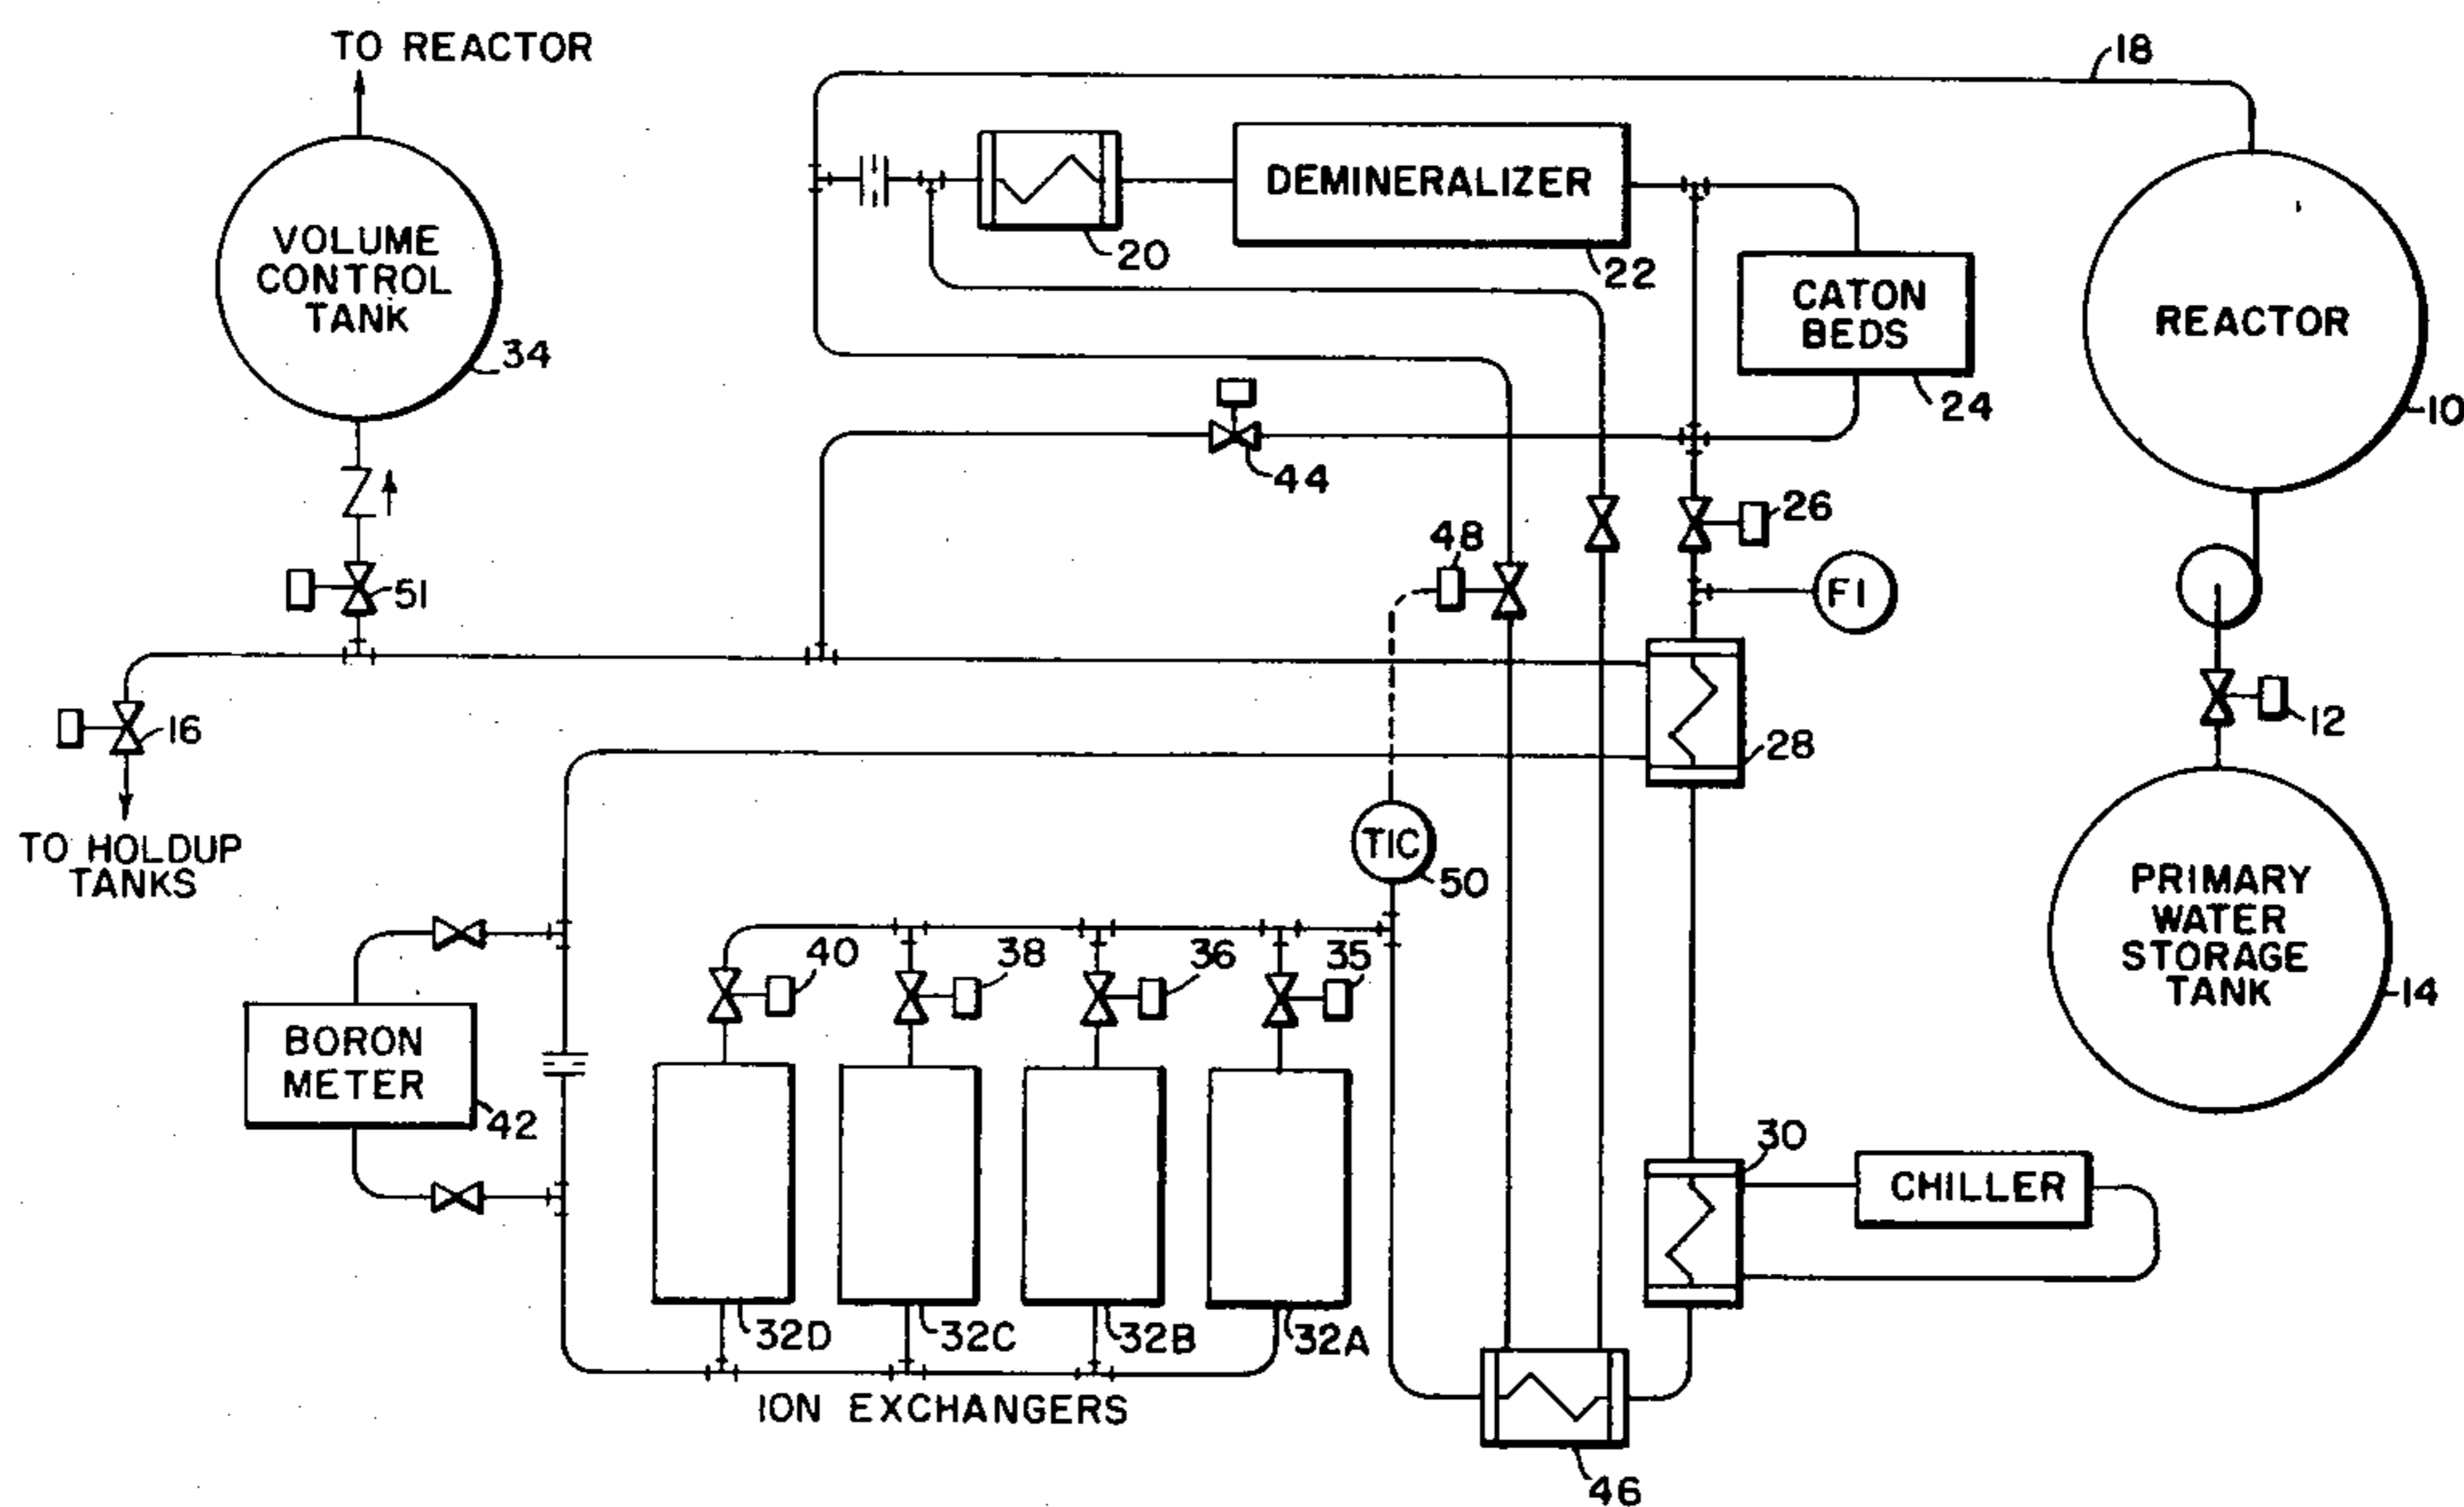 TO REACTOR
18
DEMINERALIZER
20
22
VOLUME
CONTROL
TANK
34
CATON
BEDS
24
REACTOR
10
44
26
48
FI
51
16
12
28
TO HOLDUP
TANKS
TIC
50
PRIMARY
WATER
STORAGE
TANK
14
40
38
36
35
BORON
METER
42
30
CHILLER
32D
32C
32B
32A
ION EXCHANGERS
46